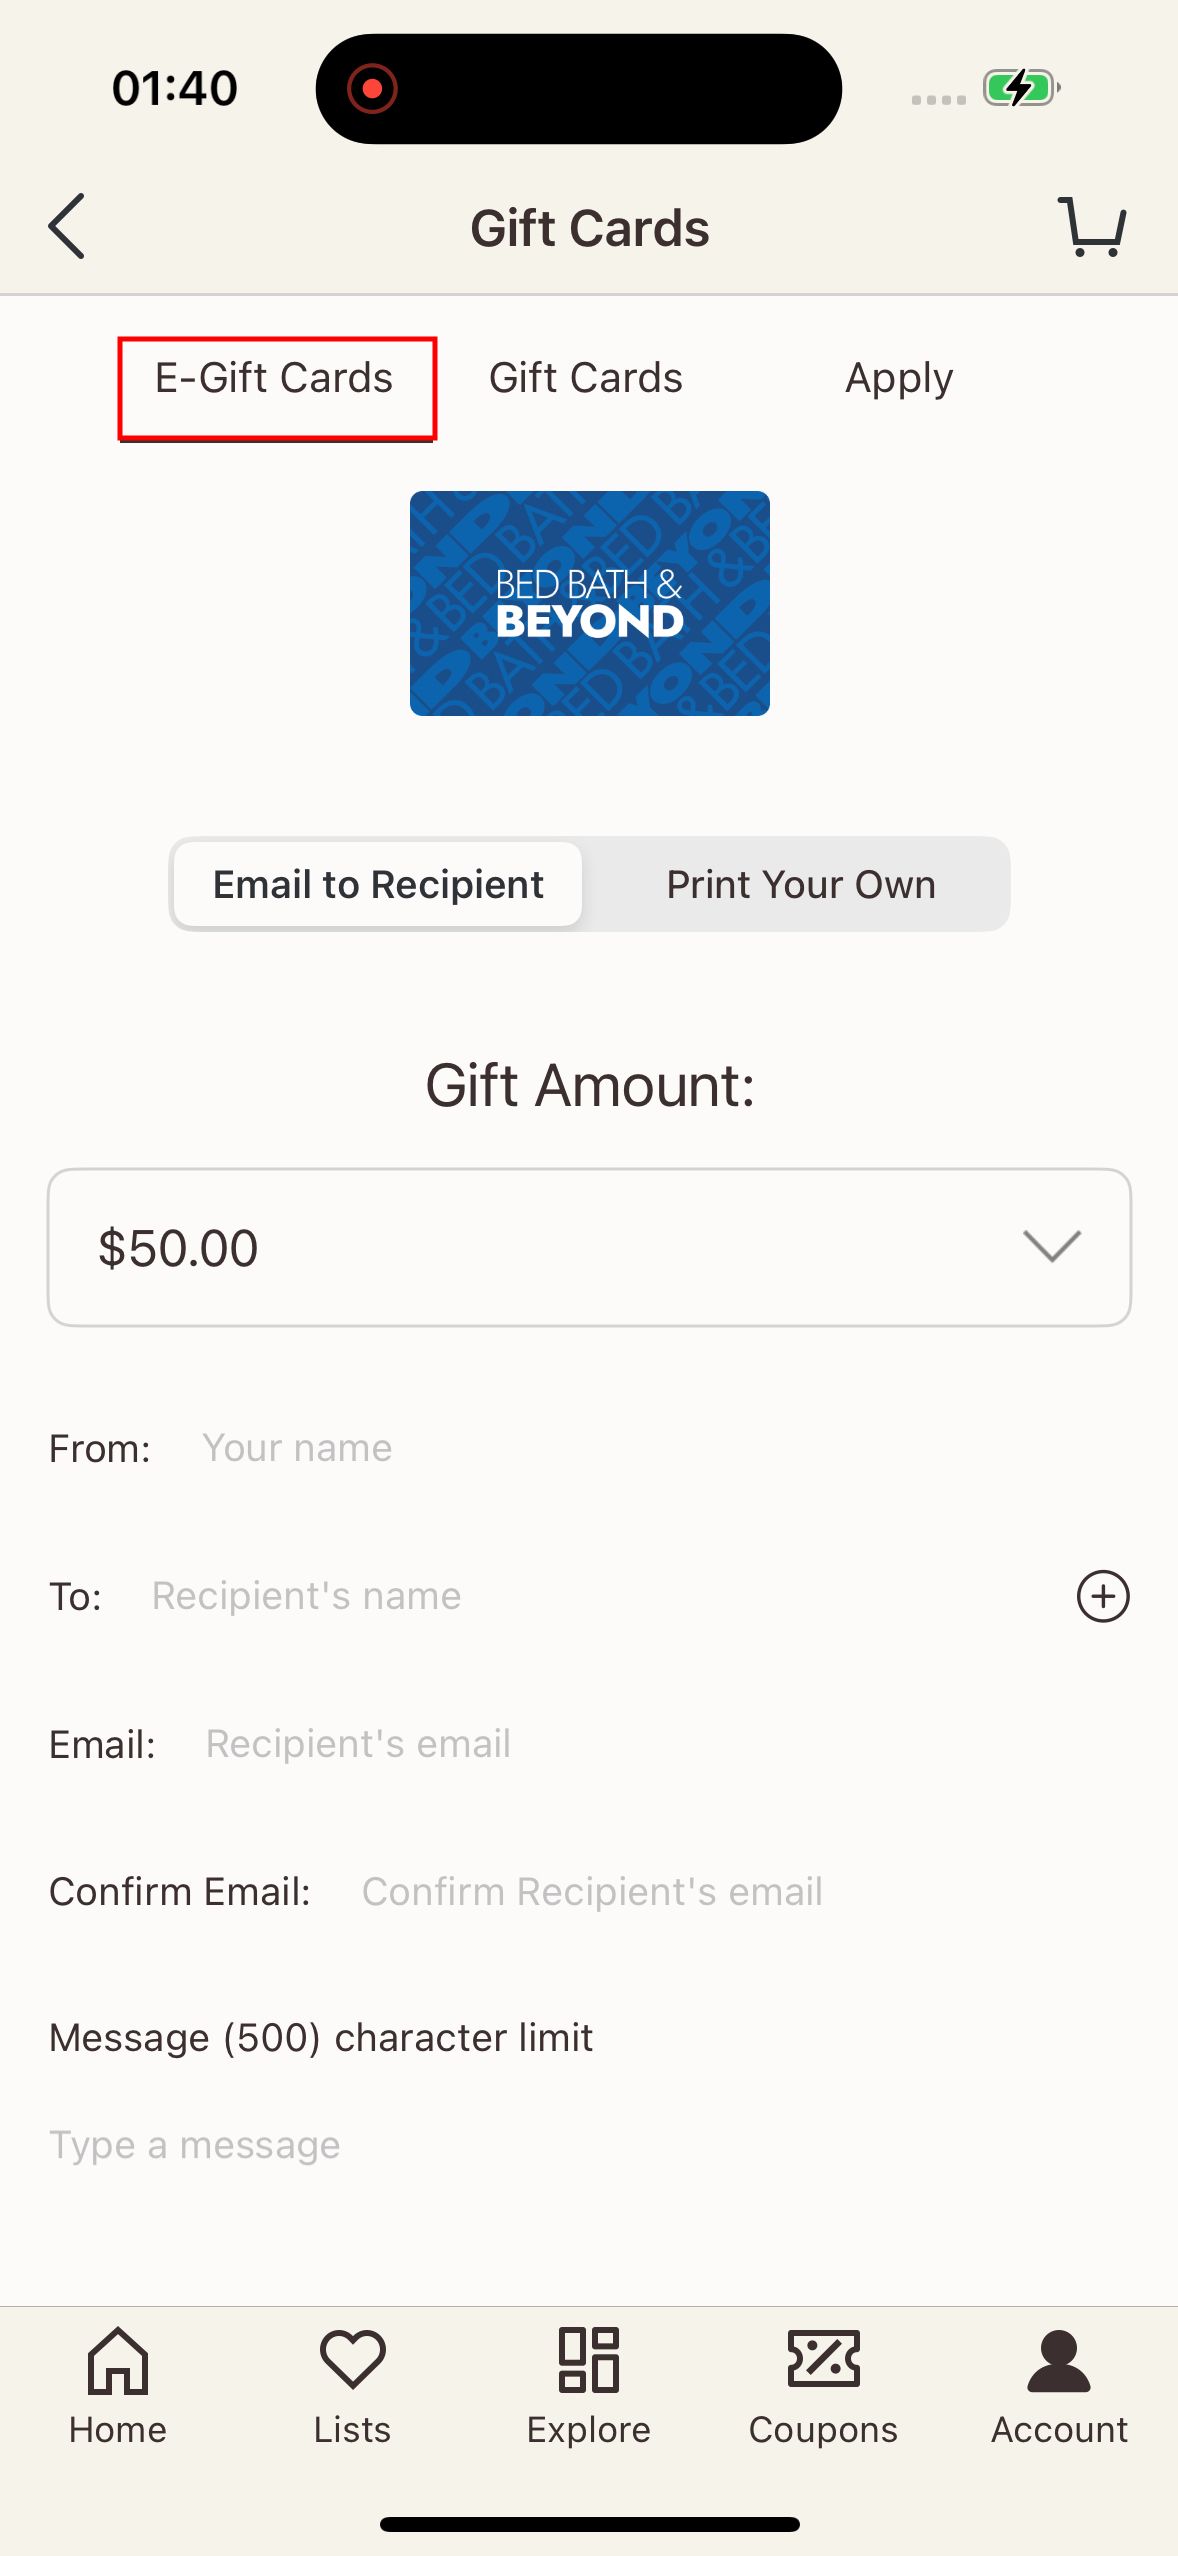 01:40
Gift Cards
E-Gift Cards Gift Cards Apply
BED BATH &
BEYOND
Email to Recipient Print Your Own
Gift Amount:
$50.00
From: Your name
To: Recipient's name
Email: Recipient's email
Confirm Email: Confirm Recipient's email
Message (500) character limit
Type a message
Home Lists Explore Coupons Account